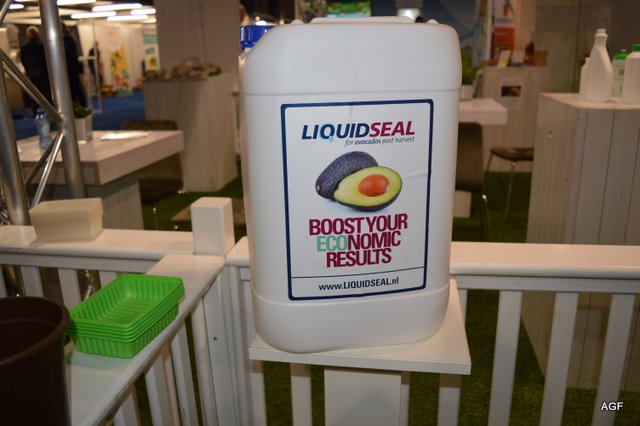 LIQUIDSEAL
for avocados post harvest
BOOST YOUR
ECONOMIC
RESULTS
www.LIQUIDSEAL.nl
AGF